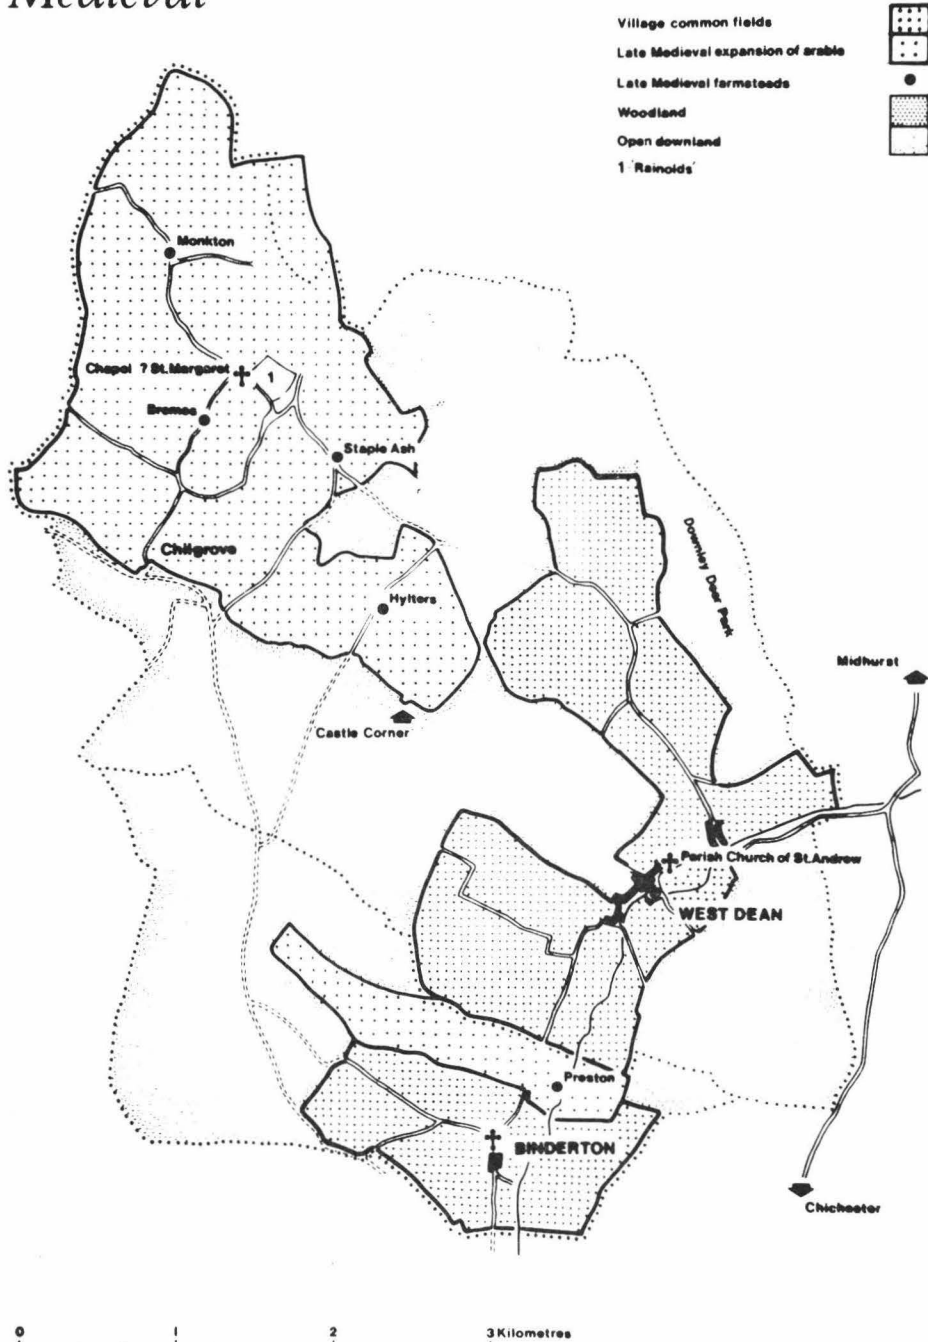 Medieval
Village common fields
Late Medieval expansion of arable
Late Medieval farmsteads
Woodland
Open downland
1 'Rainolds'
Monkton
Chapel ? St. Margaret
1
Bremes
Staple Ash
Chilgrove
Hylters
Castle Corner
Downley Deer Park
Midhurst
Parish Church of St. Andrew
WEST DEAN
Preston
BINDERTON
Chichester
0 1 2 3 Kilometres